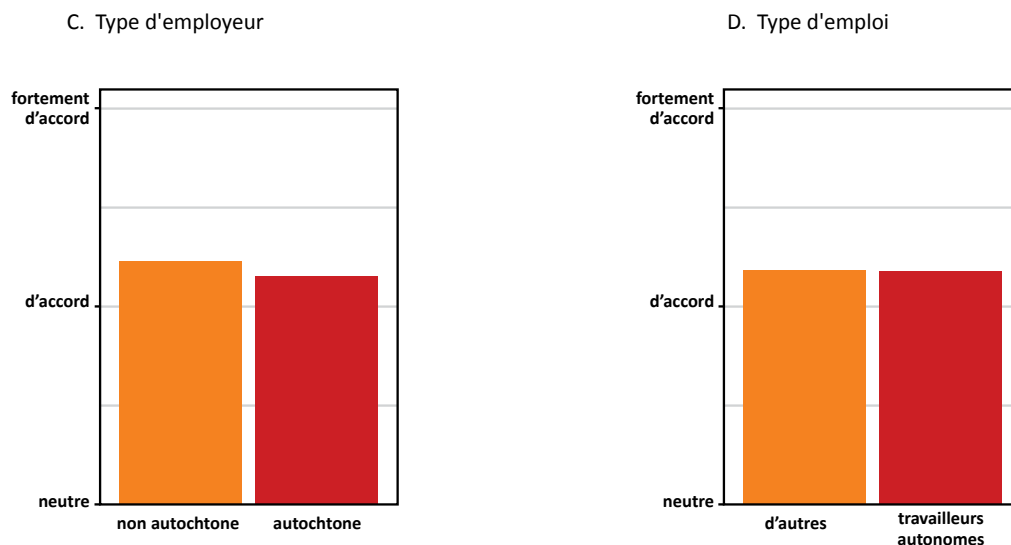 C. Type d'employeur
fortement
d’accord
d’accord
neutre
non autochtone
autochtone
D. Type d'emploi
fortement
d’accord
d’accord
neutre
d’autres
travailleurs
autonomes